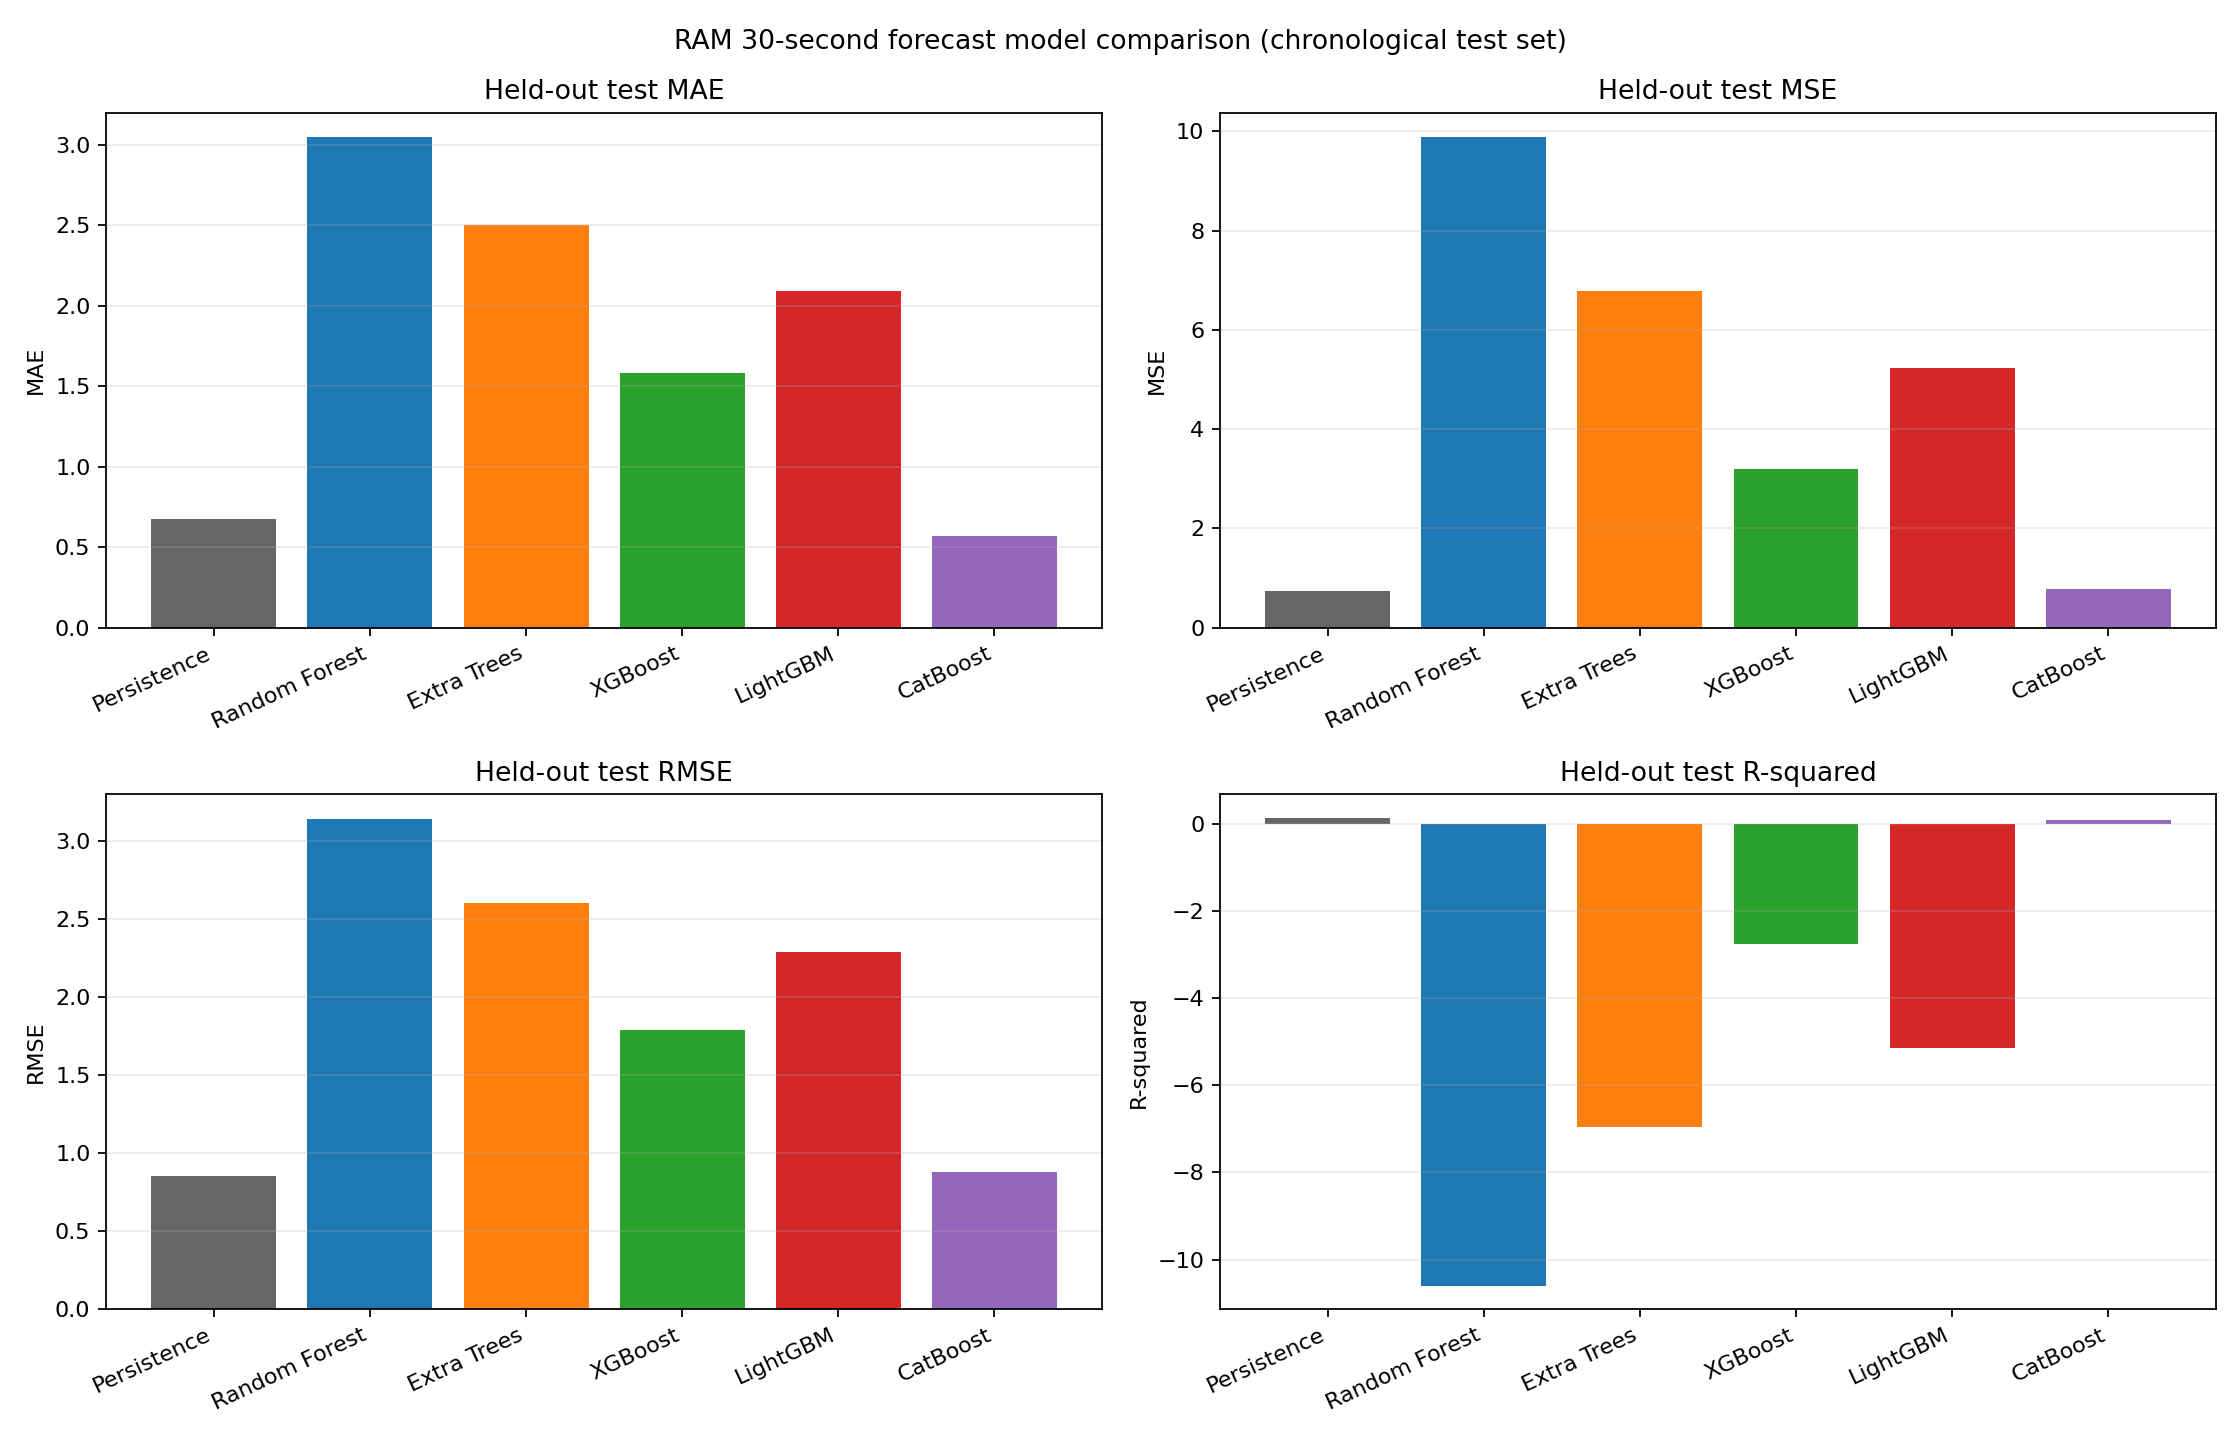 RAM 30-second forecast model comparison (chronological test set)
Held-out test MAE
MAE
3.0
2.5
2.0
1.5
1.0
0.5
0.0
Persistence
Random Forest
Extra Trees
XGBoost
LightGBM
CatBoost
Held-out test MSE
MSE
10
8
6
4
2
0
Persistence
Random Forest
Extra Trees
XGBoost
LightGBM
CatBoost
Held-out test RMSE
RMSE
3.0
2.5
2.0
1.5
1.0
0.5
0.0
Persistence
Random Forest
Extra Trees
XGBoost
LightGBM
CatBoost
Held-out test R-squared
R-squared
0
−2
−4
−6
−8
−10
Persistence
Random Forest
Extra Trees
XGBoost
LightGBM
CatBoost